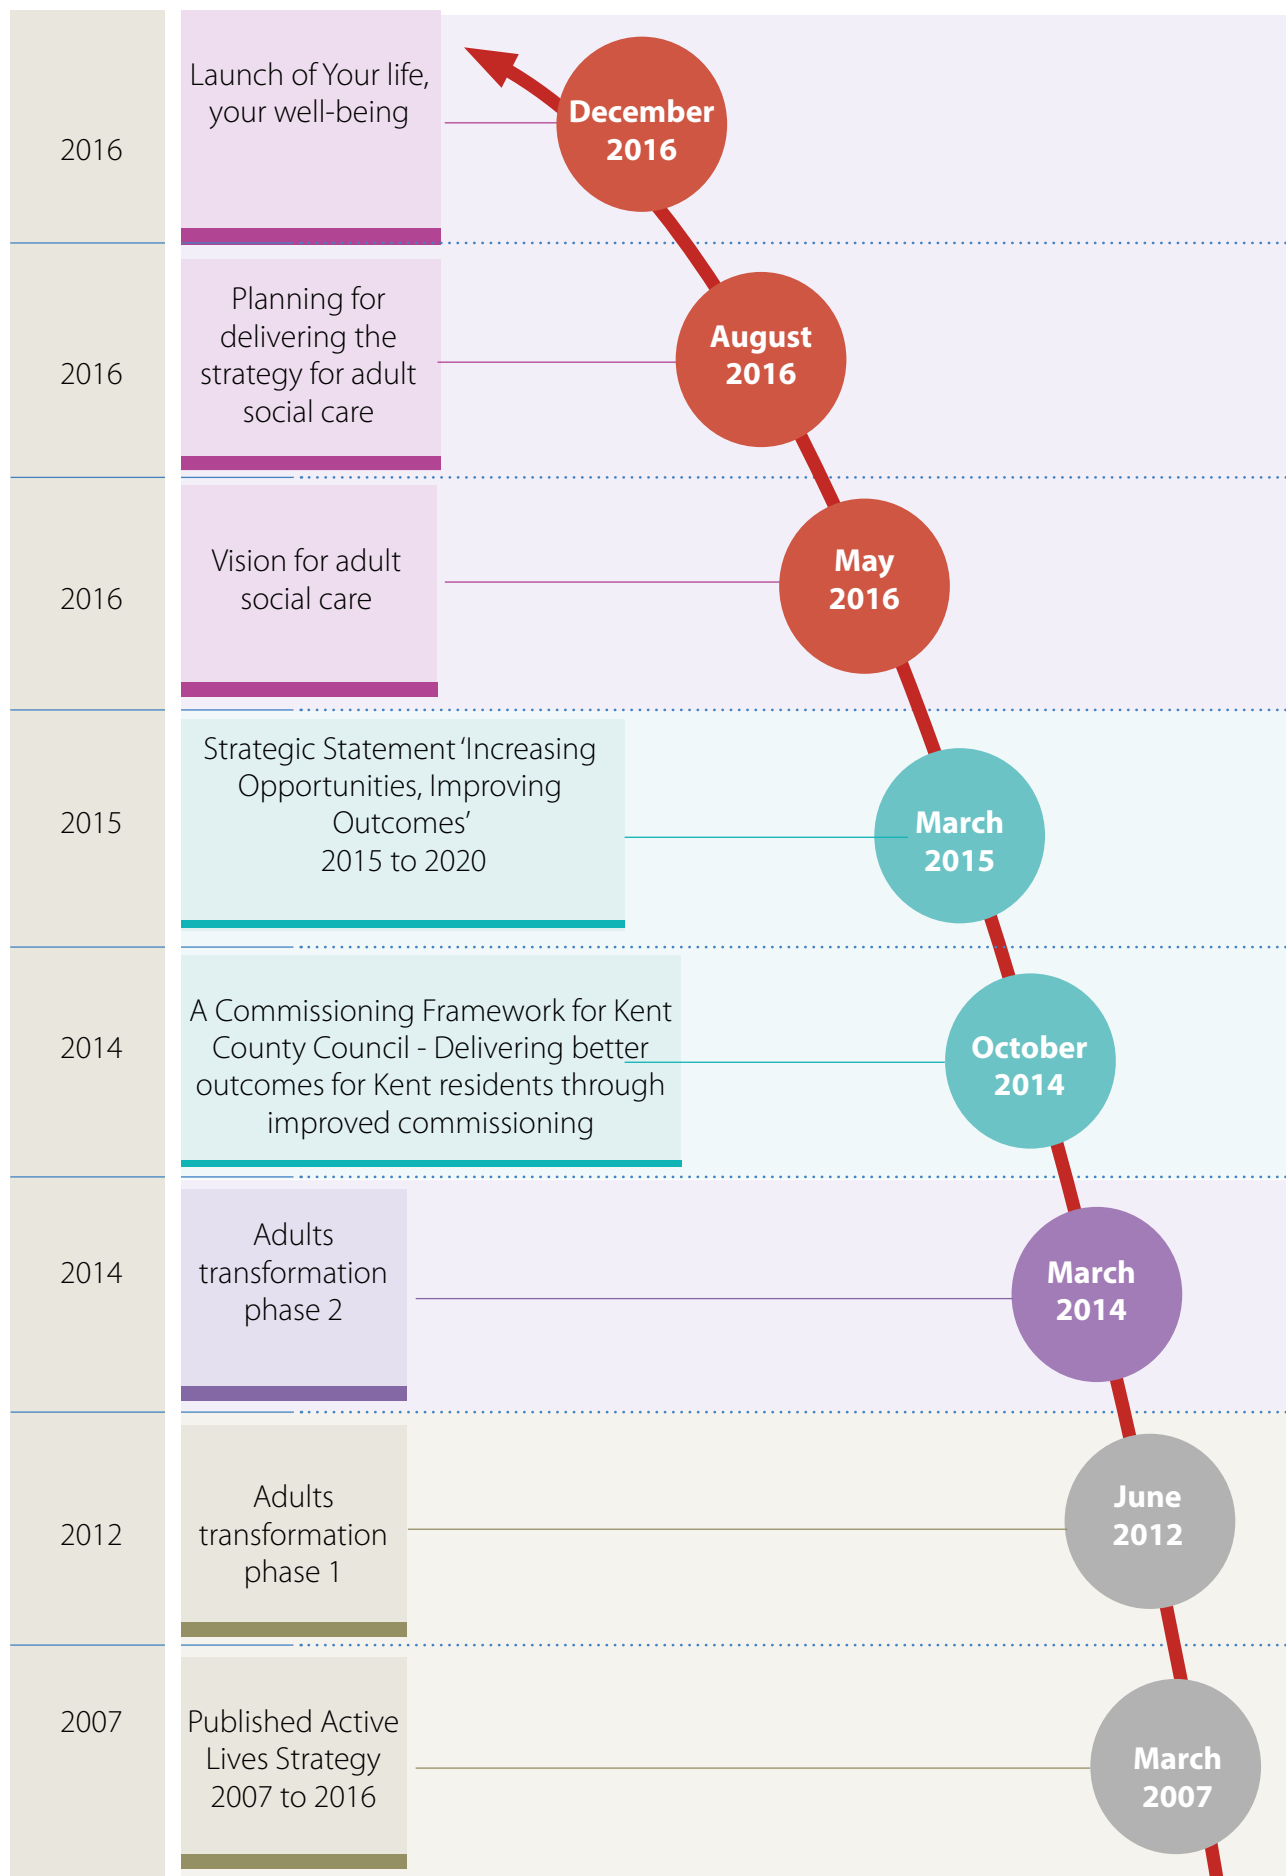 2016
Launch of Your life,
your well-being
December
2016
2016
Planning for
delivering the
strategy for adult
social care
August
2016
2016
Vision for adult
social care
May
2016
2015
Strategic Statement ‘Increasing
Opportunities, Improving
Outcomes’
2015 to 2020
March
2015
2014
A Commissioning Framework for Kent
County Council - Delivering better
outcomes for Kent residents through
improved commissioning
October
2014
2014
Adults
transformation
phase 2
March
2014
2012
Adults
transformation
phase 1
June
2012
2007
Published Active
Lives Strategy
2007 to 2016
March
2007